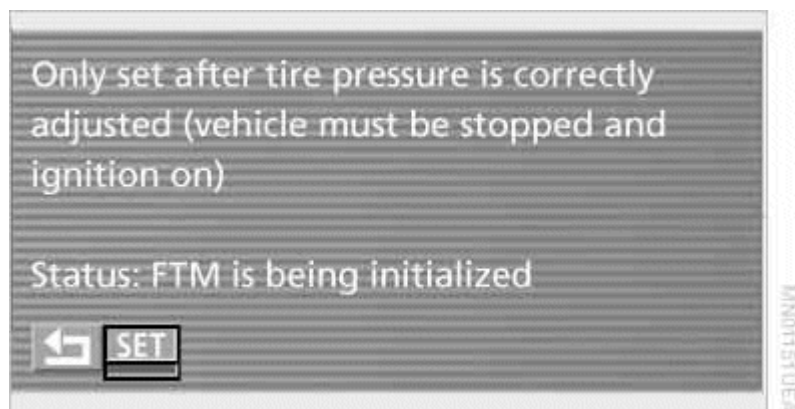 Only set after tire pressure is correctly
adjusted (vehicle must be stopped and
ignition on)
Status: FTM is being initialized
SET